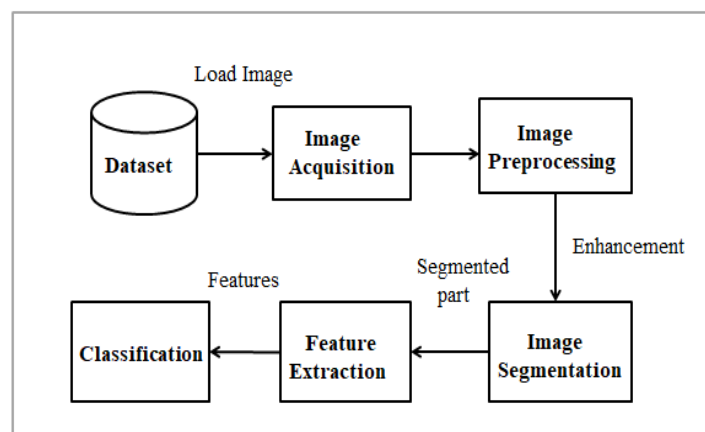 Load Image
Dataset
Image
Acquisition
Image
Preprocessing
Enhancement
Segmented
part
Features
Image
Segmentation
Feature
Extraction
Classification